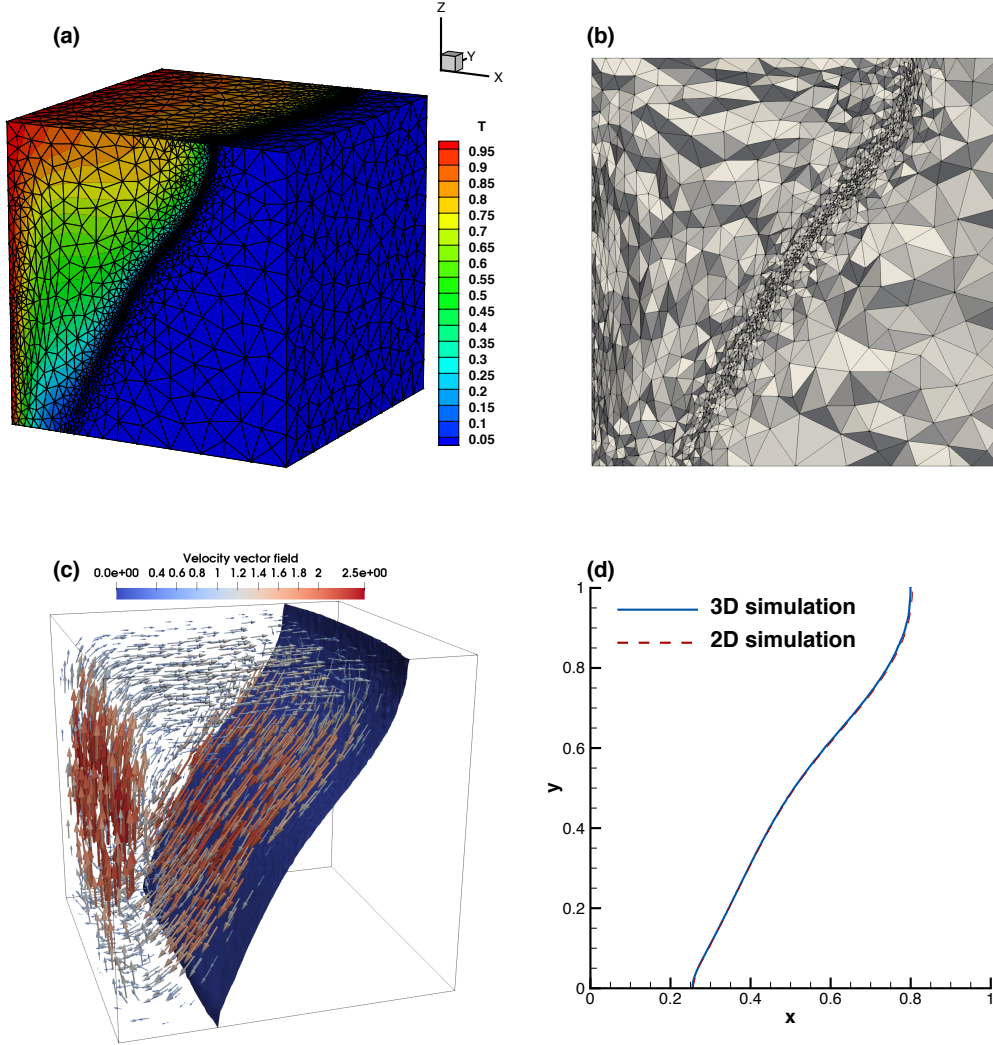 (a)
Z
Y
X
T
0.95
0.9
0.85
0.8
0.75
0.7
0.65
0.6
0.55
0.5
0.45
0.4
0.35
0.3
0.25
0.2
0.15
0.1
0.05
(b)
(c)
Velocity vector field
0.0e+00 0.4 0.6 0.8 1 1.2 1.4 1.6 1.8 2 2.5e+00
(d)
3D simulation
2D simulation
y
1
0.8
0.6
0.4
0.2
0
0 0.2 0.4 0.6 0.8 1
x